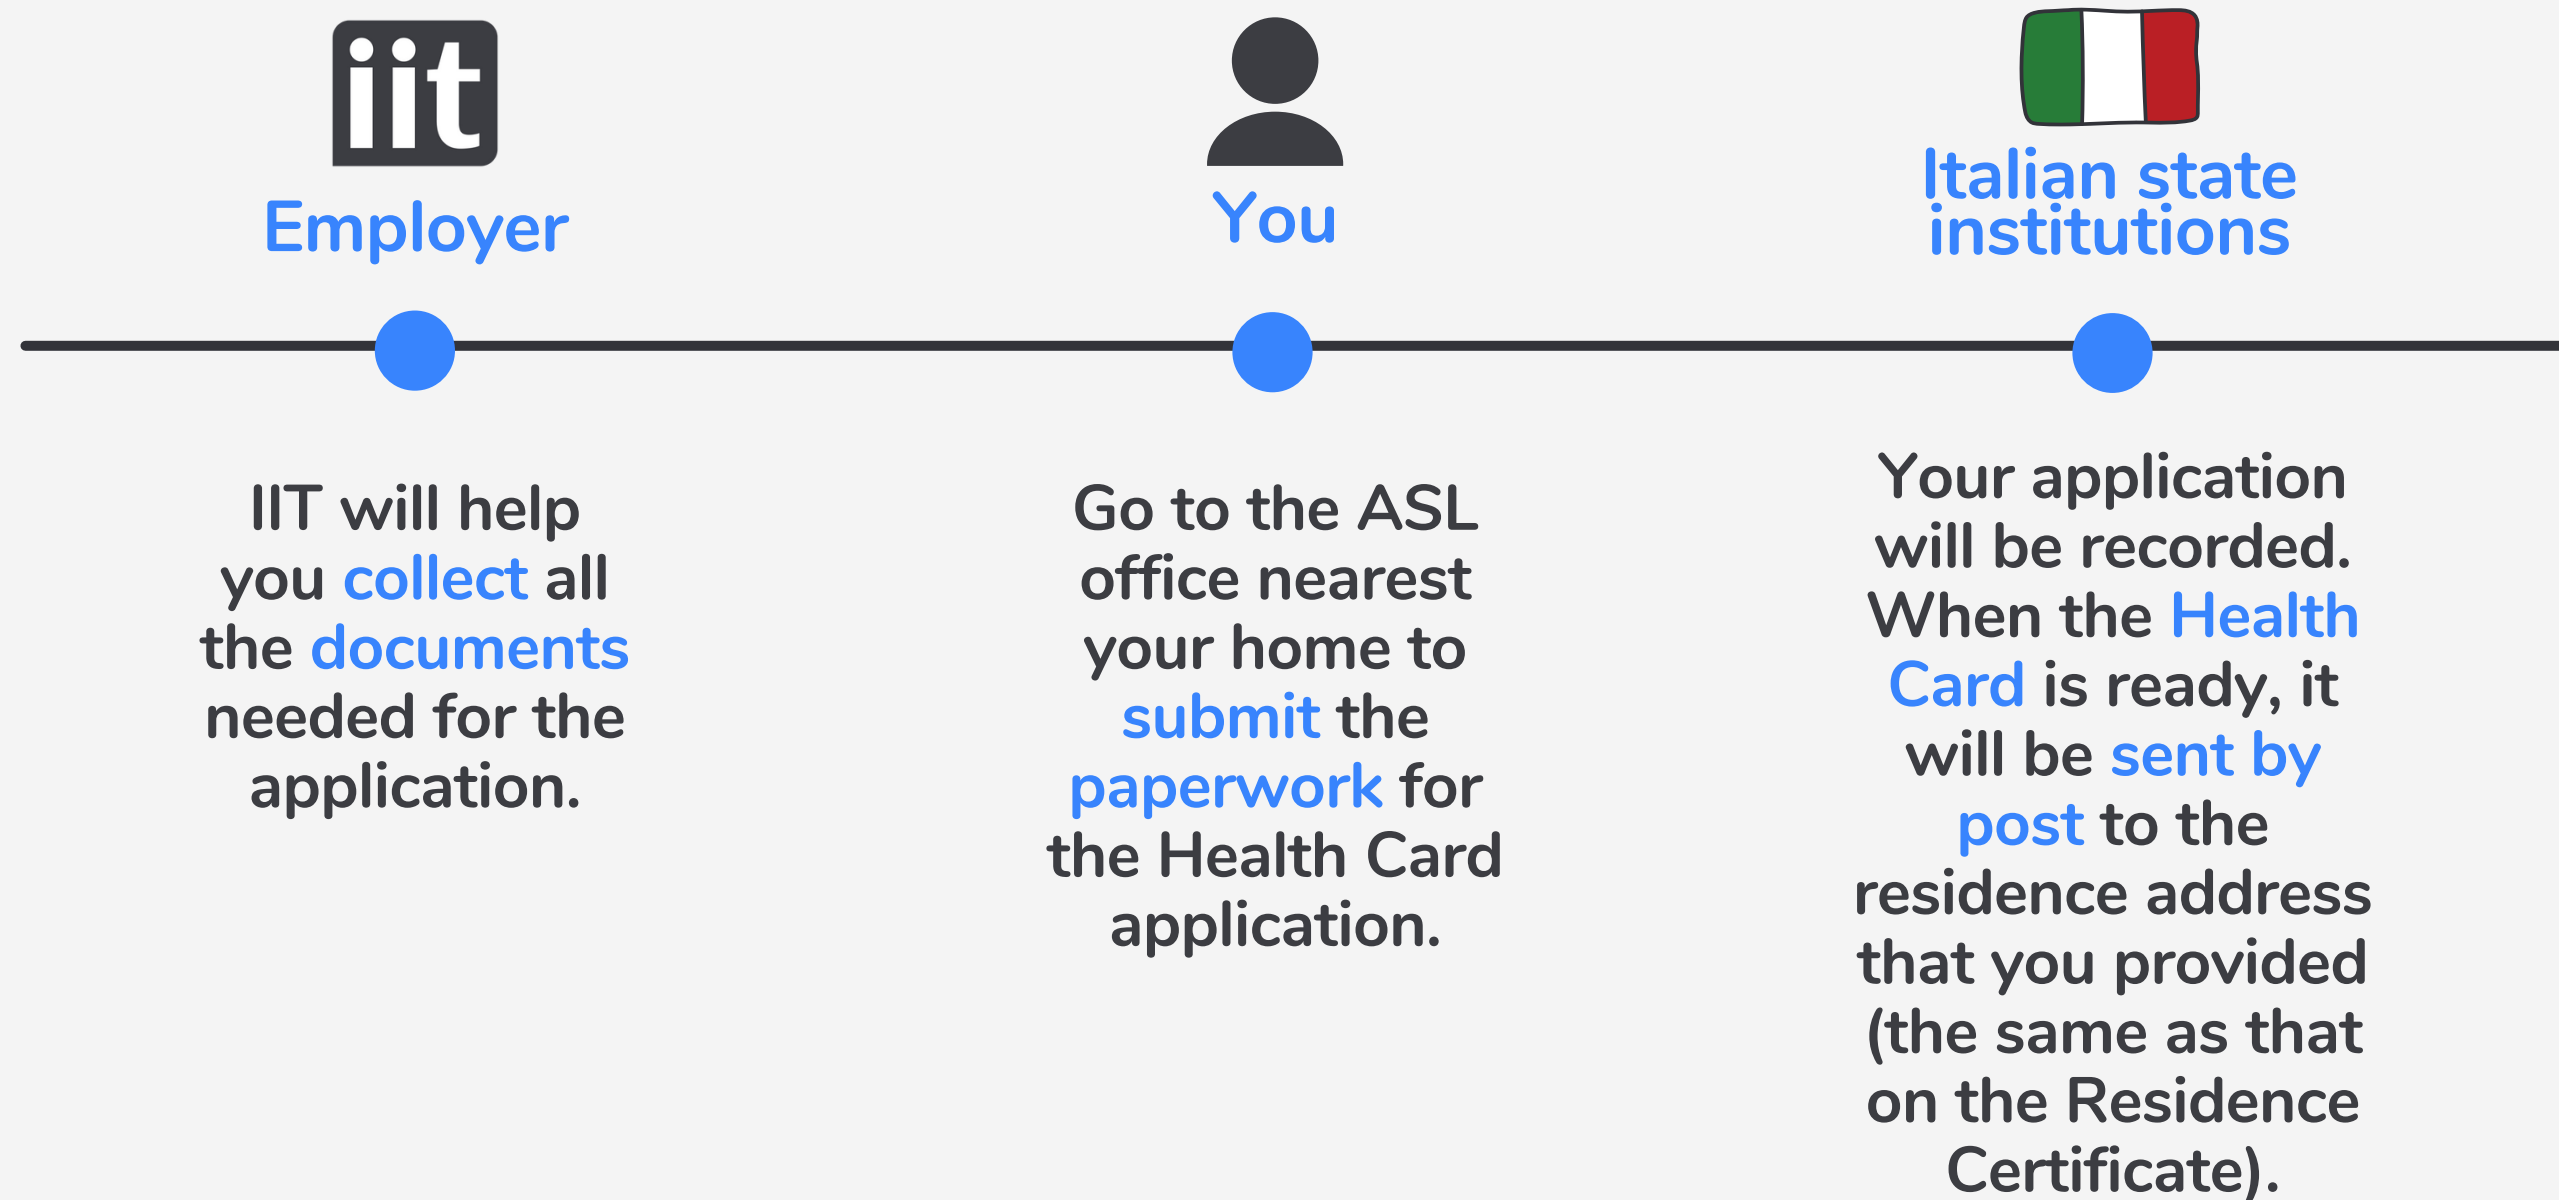 iit
Employer
IIT will help
you collect all
the documents
needed for the
application.
You
Go to the ASL
office nearest
your home to
submit the
paperwork for
the Health Card
application.
Italian state
institutions
Your application
will be recorded.
When the Health
Card is ready, it
will be sent by
post to the
residence address
that you provided
(the same as that
on the Residence
Certificate).